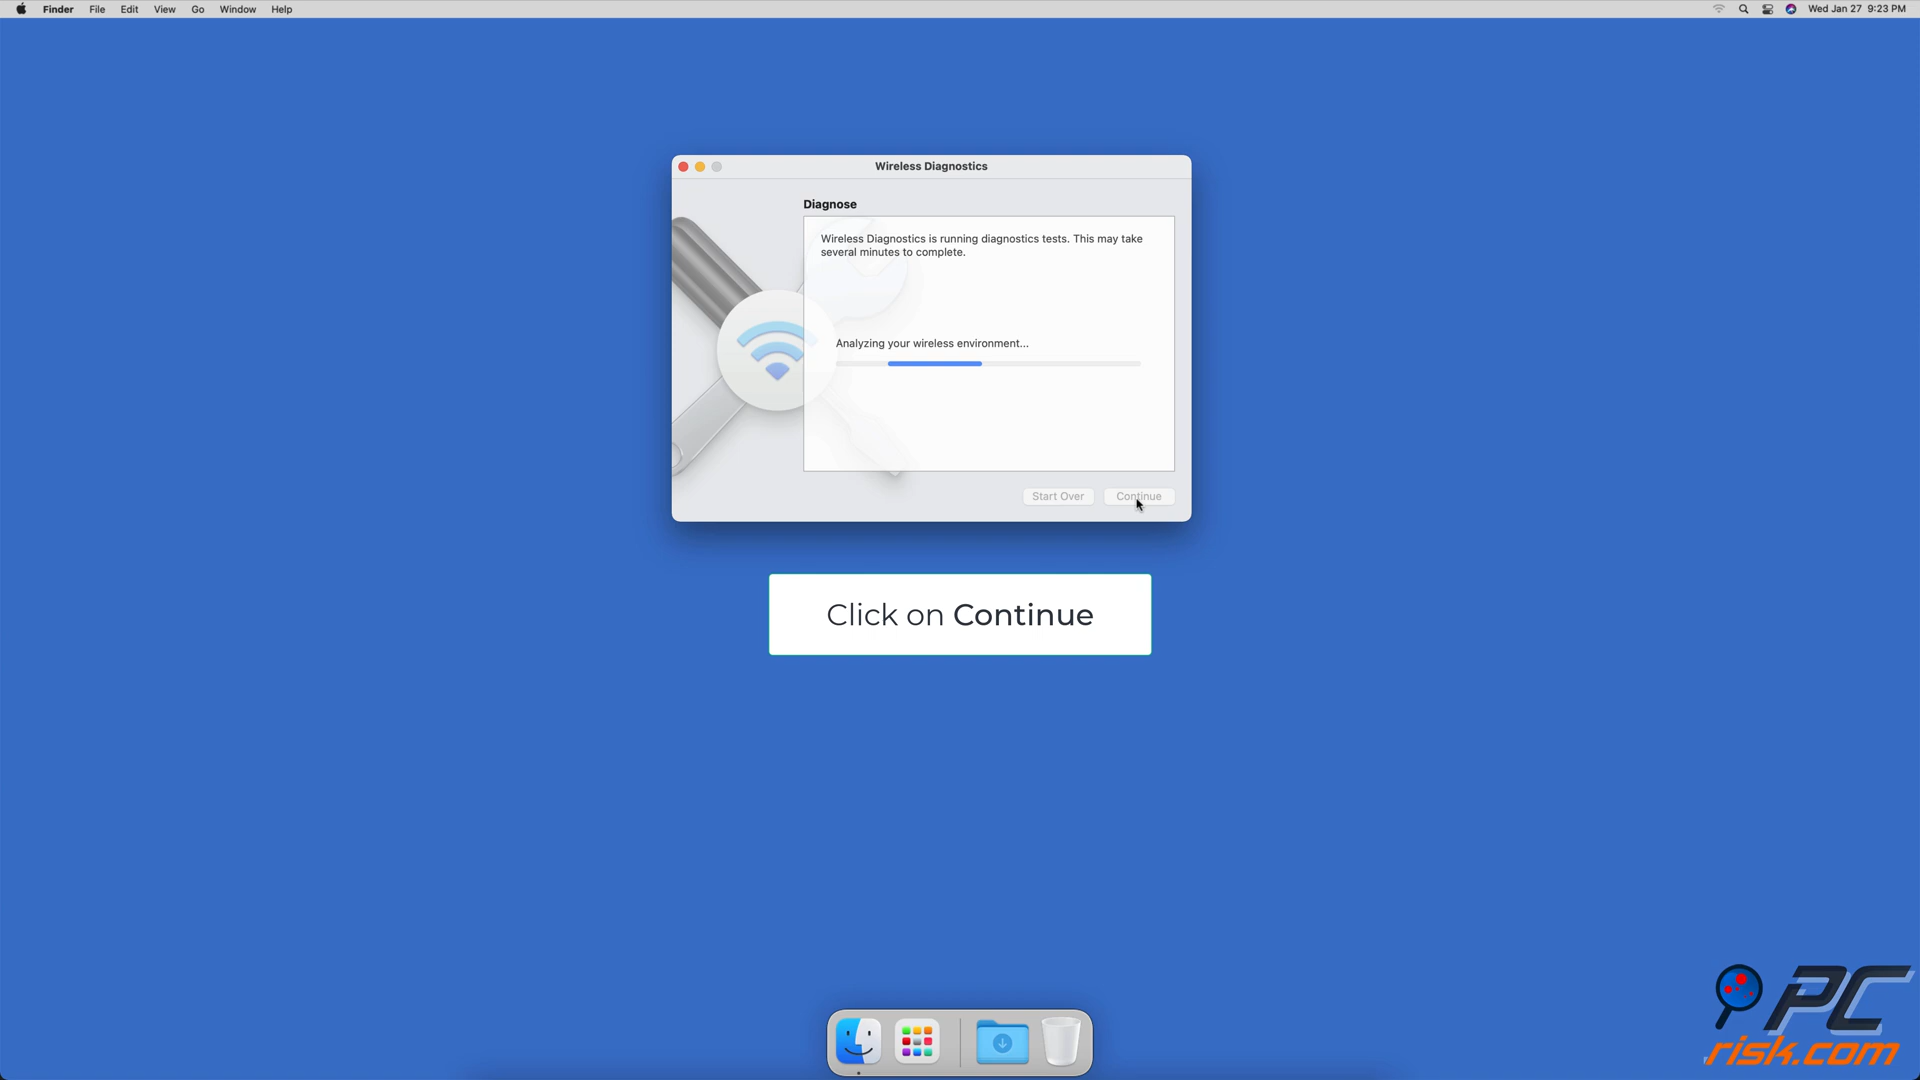 Finder File Edit View Go Window Help Wed Jan 27 9:23 PM
Wireless Diagnostics
Diagnose
Wireless Diagnostics is running diagnostics tests. This may take
several minutes to complete.
Analyzing your wireless environment...
Start Over Continue
Click on Continue
PC
risk.com